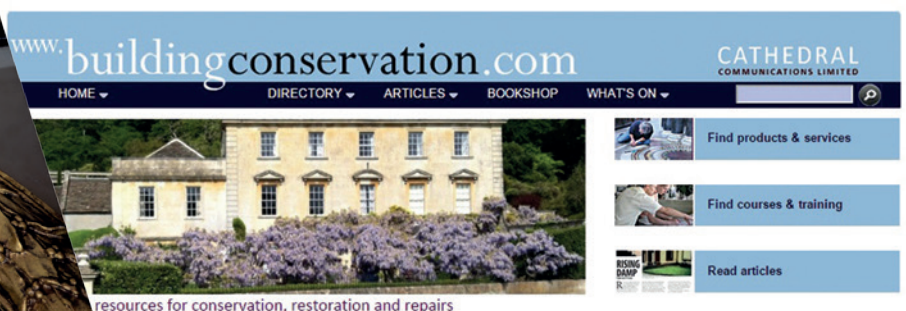 www.buildingconservation.com
CATHEDRAL
COMMUNICATIONS LIMITED
HOME DIRECTORY ARTICLES BOOKSHOP WHAT'S ON
Find products & services
Find courses & training
RISING
DAMP
Read articles
resources for conservation, restoration and repairs